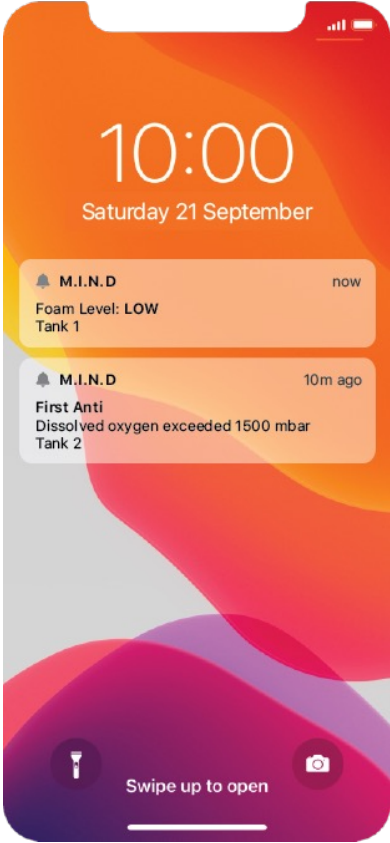 10:00
Saturday 21 September
M.I.N.D now
Foam Level: LOW
Tank 1
M.I.N.D 10m ago
First Anti
Dissolved oxygen exceeded 1500 mbar
Tank 2
Swipe up to open